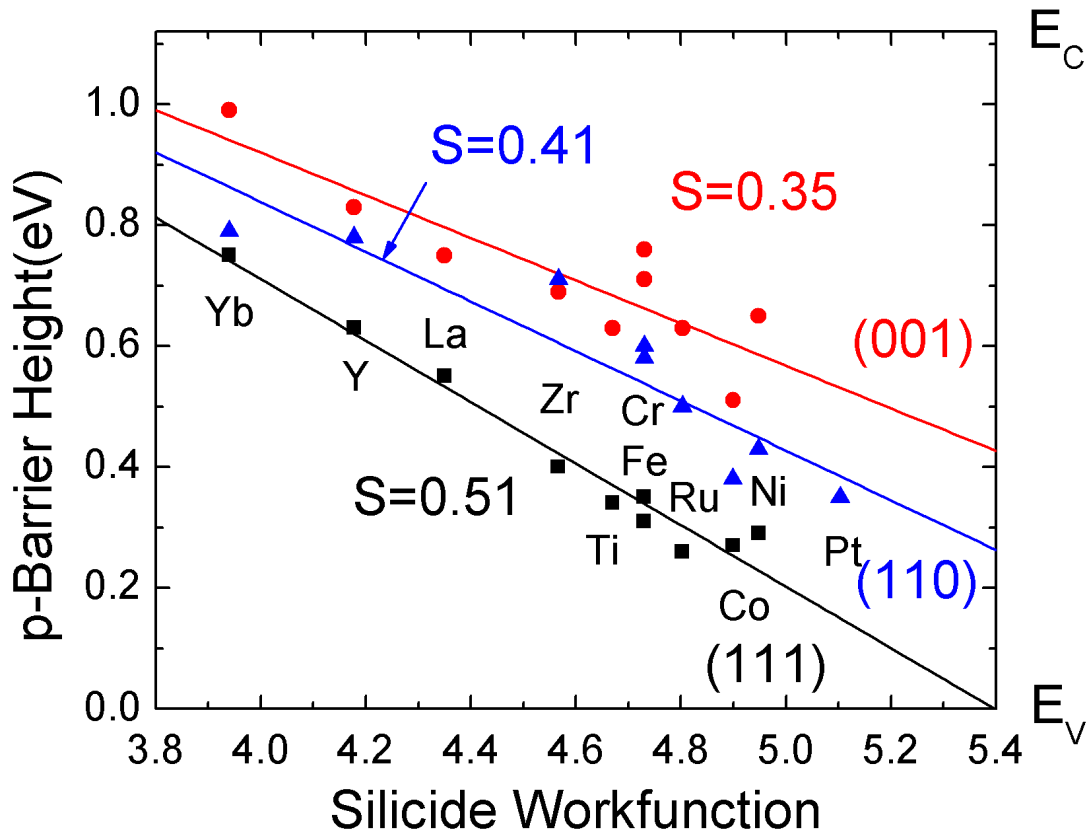 E_C
1.0
0.8
0.6
0.4
0.2
0.0
p-Barrier Height(eV)
S=0.41
S=0.35
(001)
Yb
Y
La
Zr
Cr
Fe
S=0.51
Ru
Ni
Ti
Pt
(110)
Co
(111)
E_V
3.8 4.0 4.2 4.4 4.6 4.8 5.0 5.2 5.4
Silicide Workfunction